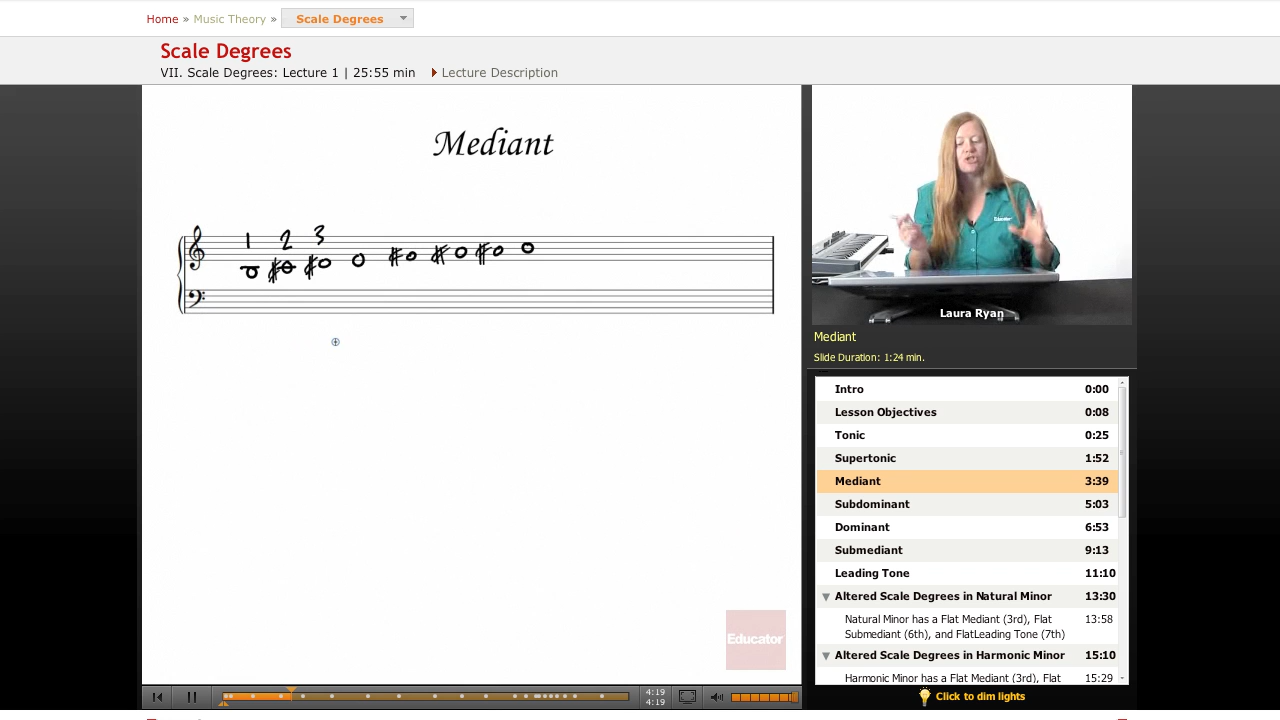 Home » Music Theory » Scale Degrees
Scale Degrees
VII. Scale Degrees: Lecture 1 | 25:55 min Lecture Description
Mediant
1 2 3
Educator
Educator
Laura Ryan
Mediant
Slide Duration: 1:24 min.
Intro 0:00
Lesson Objectives 0:08
Tonic 0:25
Supertonic 1:52
Mediant 3:39
Subdominant 5:03
Dominant 6:53
Submediant 9:13
Leading Tone 11:10
Altered Scale Degrees in Natural Minor 13:30
Natural Minor has a Flat Mediant (3rd), Flat 13:58
Submediant (6th), and FlatLeading Tone (7th)
Altered Scale Degrees in Harmonic Minor 15:10
Harmonic Minor has a Flat Mediant (3rd), Flat 15:29
4:19
4:19
Click to dim lights